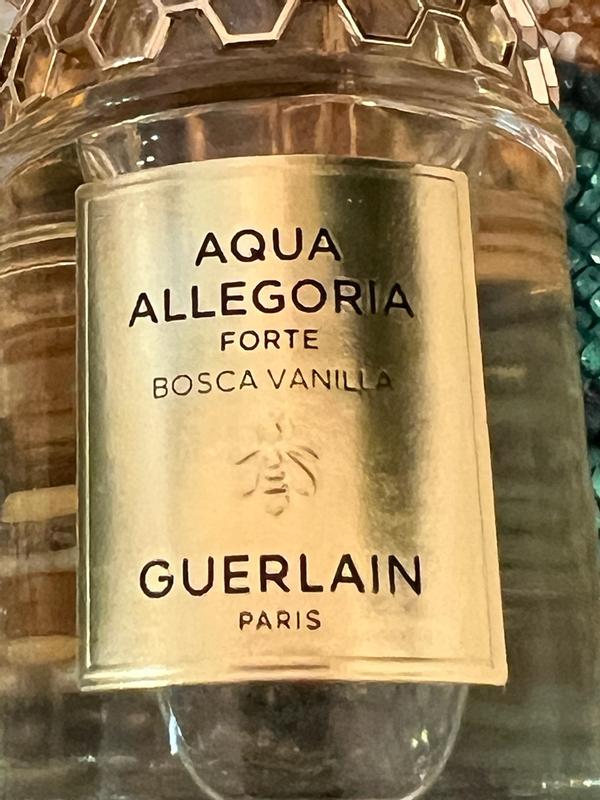 AQUA
ALLEGORIA
FORTE
BOSCA VANILLA
GUERLAIN
PARIS